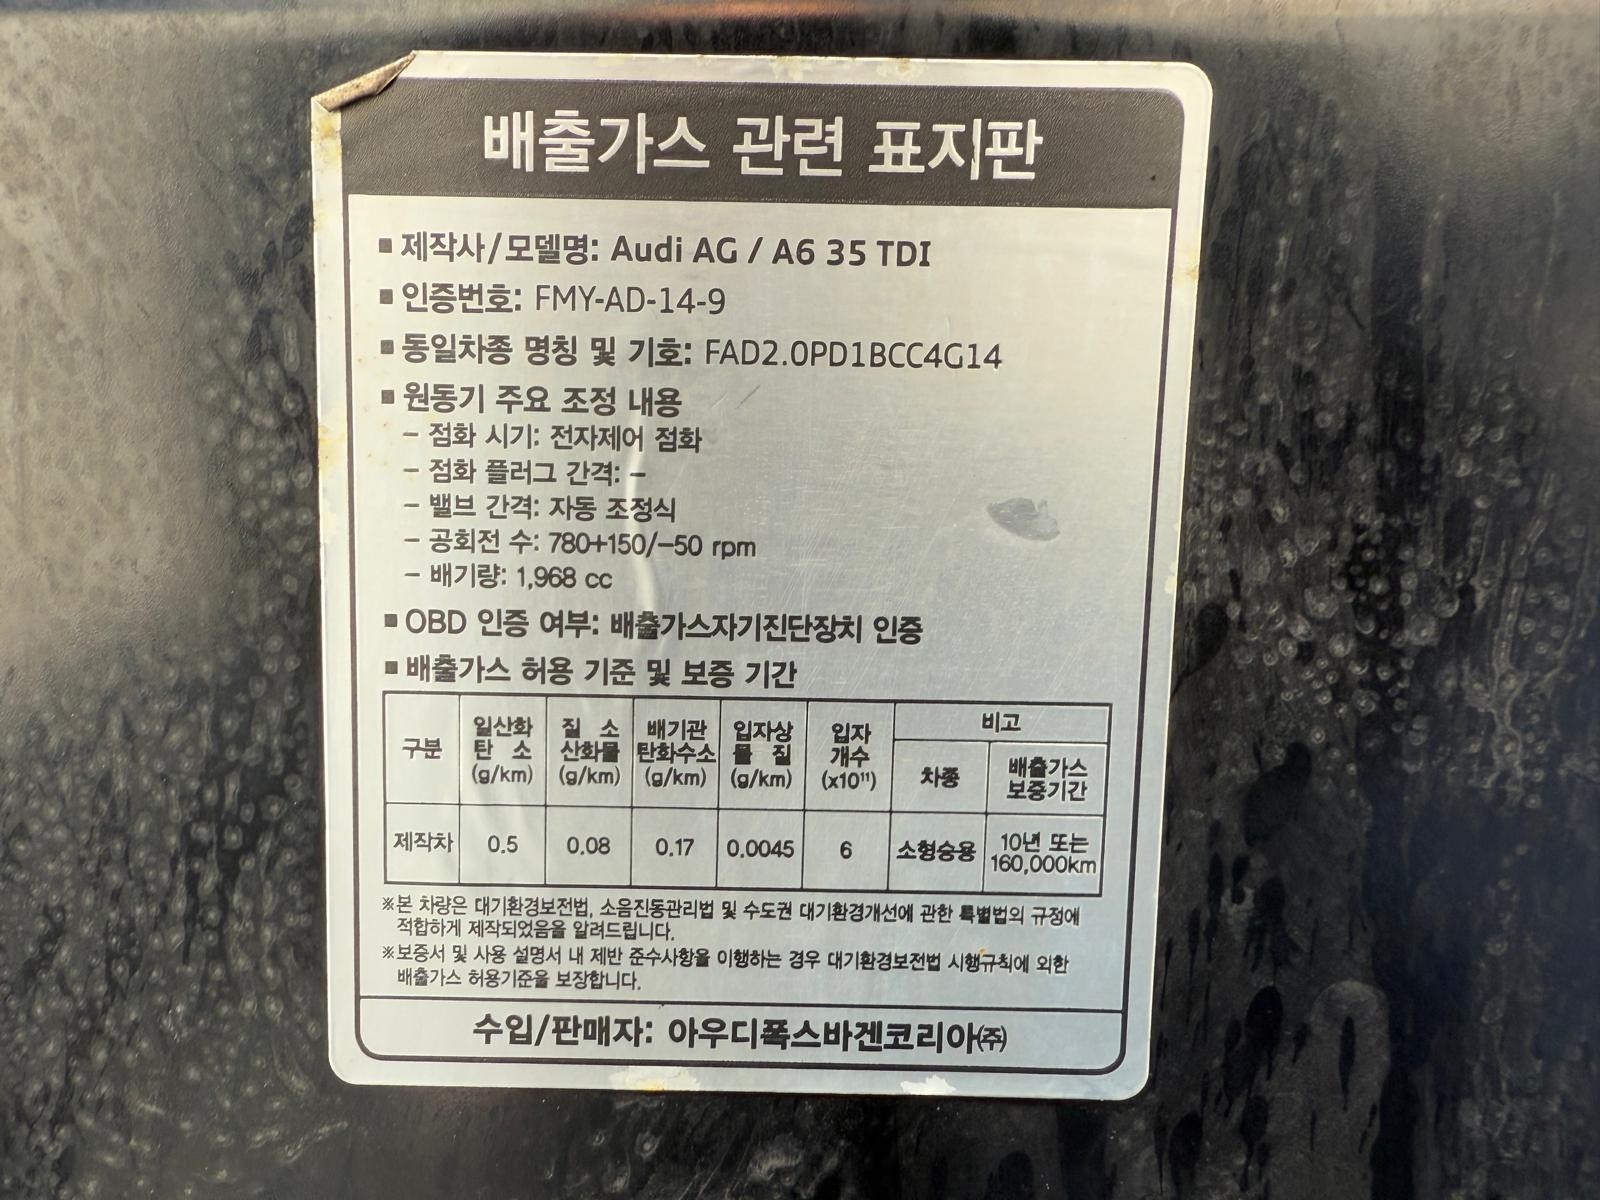 배출가스 관련 표지판
▪ 제작사/모델명: Audi AG / A6 35 TDI
▪ 인증번호: FMY-AD-14-9
▪ 동일차종 명칭 및 기호: FAD2.0PD1BCC4G14
▪ 원동기 주요 조정 내용
– 점화 시기: 전자제어 점화
– 점화 플러그 간격: –
– 밸브 간격: 자동 조정식
– 공회전 수: 780+150/−50 rpm
– 배기량: 1,968 cc
▪ OBD 인증 여부: 배출가스자기진단장치 인증
▪ 배출가스 허용 기준 및 보증 기간
구분 일산화 탄 소 (g/km) 질 소 산화물 (g/km) 배기관 탄화수소 (g/km) 입자상 물 질 (g/km) 입자 개수 (x10¹¹) 비고
차종 배출가스 보증기간
제작차 0.5 0.08 0.17 0.0045 6 소형승용 10년 또는 160,000km
※본 차량은 대기환경보전법, 소음진동관리법 및 수도권 대기환경개선에 관한 특별법의 규정에
적합하게 제작되었음을 알려드립니다.
※보증서 및 사용 설명서 내 제반 준수사항을 이행하는 경우 대기환경보전법 시행규칙에 의한
배출가스 허용기준을 보장합니다.
수입/판매자: 아우디폭스바겐코리아㈜